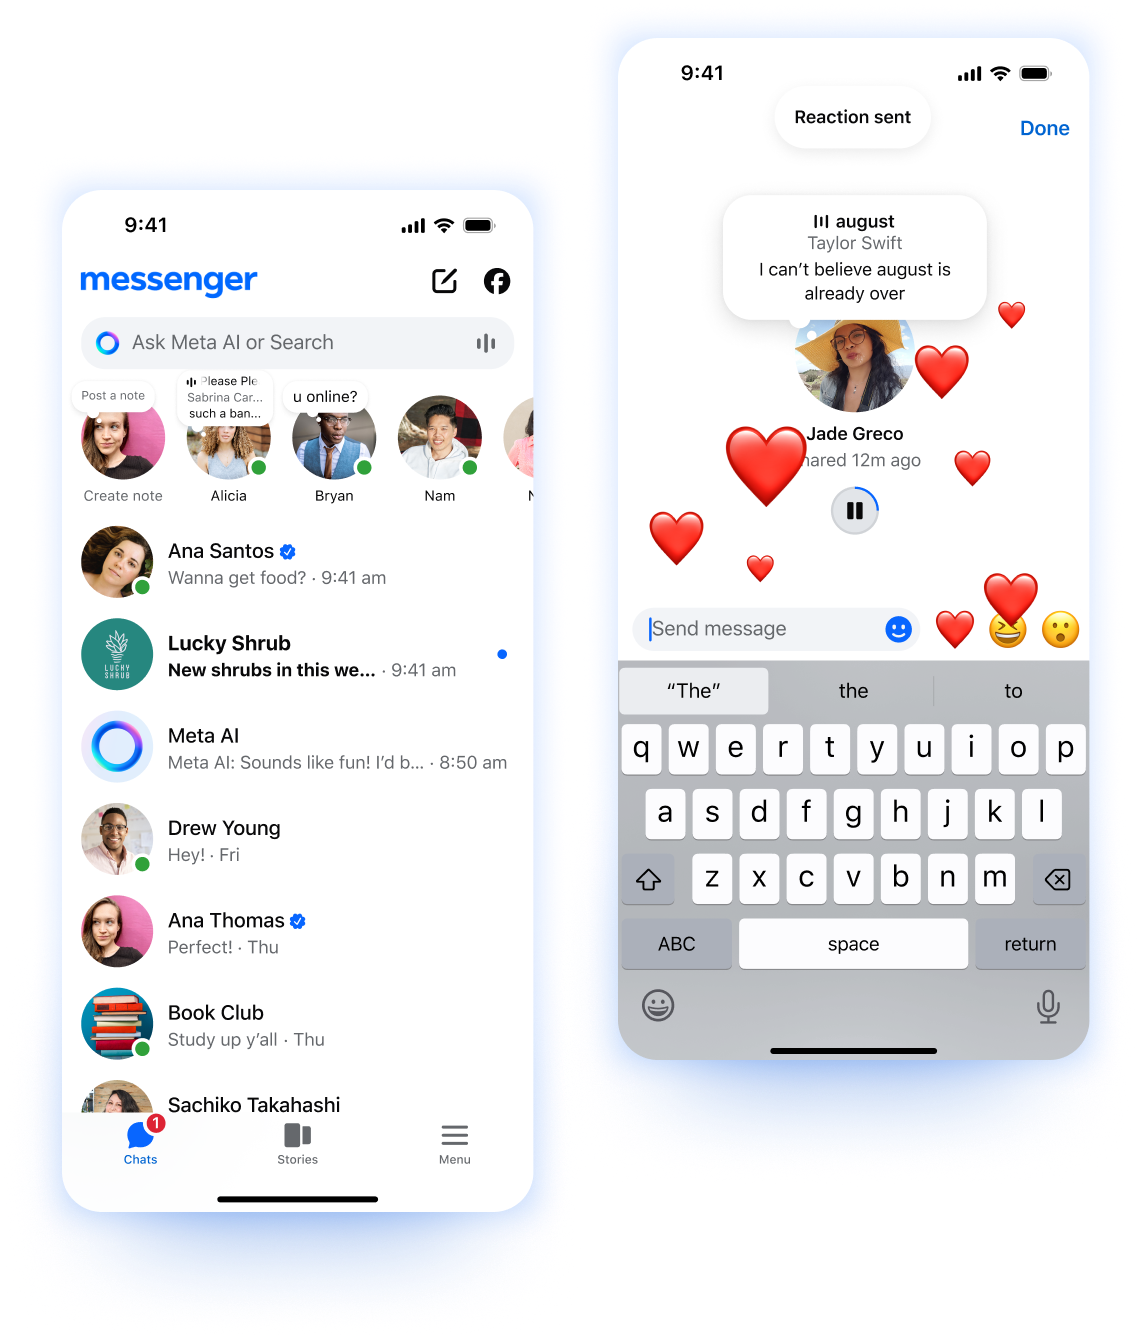 9:41
messenger
Ask Meta AI or Search
Post a note
Please Ple
Sabrina Car...
such a ban...
u online?
Create note
Alicia
Bryan
Nam
Ana Santos
Wanna get food? · 9:41 am
Lucky Shrub
New shrubs in this we... · 9:41 am
LUCKY
SHRUB
Meta AI
Meta AI: Sounds like fun! I'd b... · 8:50 am
Drew Young
Hey! · Fri
Ana Thomas
Perfect! · Thu
Book Club
Study up y'all · Thu
Sachiko Takahashi
1
Chats
Stories
Menu
9:41
Reaction sent
Done
august
Taylor Swift
I can't believe august is
already over
Jade Greco
hared 12m ago
Send message
"The" the to
q w e r t y u i o p
a s d f g h j k l
z x c v b n m
ABC space return